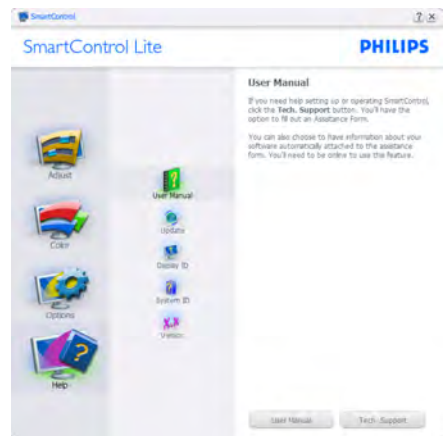 SmartControl
? ×
SmartControl Lite
PHILIPS
User Manual
If you need help setting up or operating SmartControl,
click the Tech. Support button. You'll have the
option to fill out an Assistance Form.
You can also choose to have information about your
software automatically attached to the assistance
form. You'll need to be online to use the feature.
Adjust
Color
Options
Help
User Manual
Update
Display ID
System ID
Version
User Manual
Tech. Support